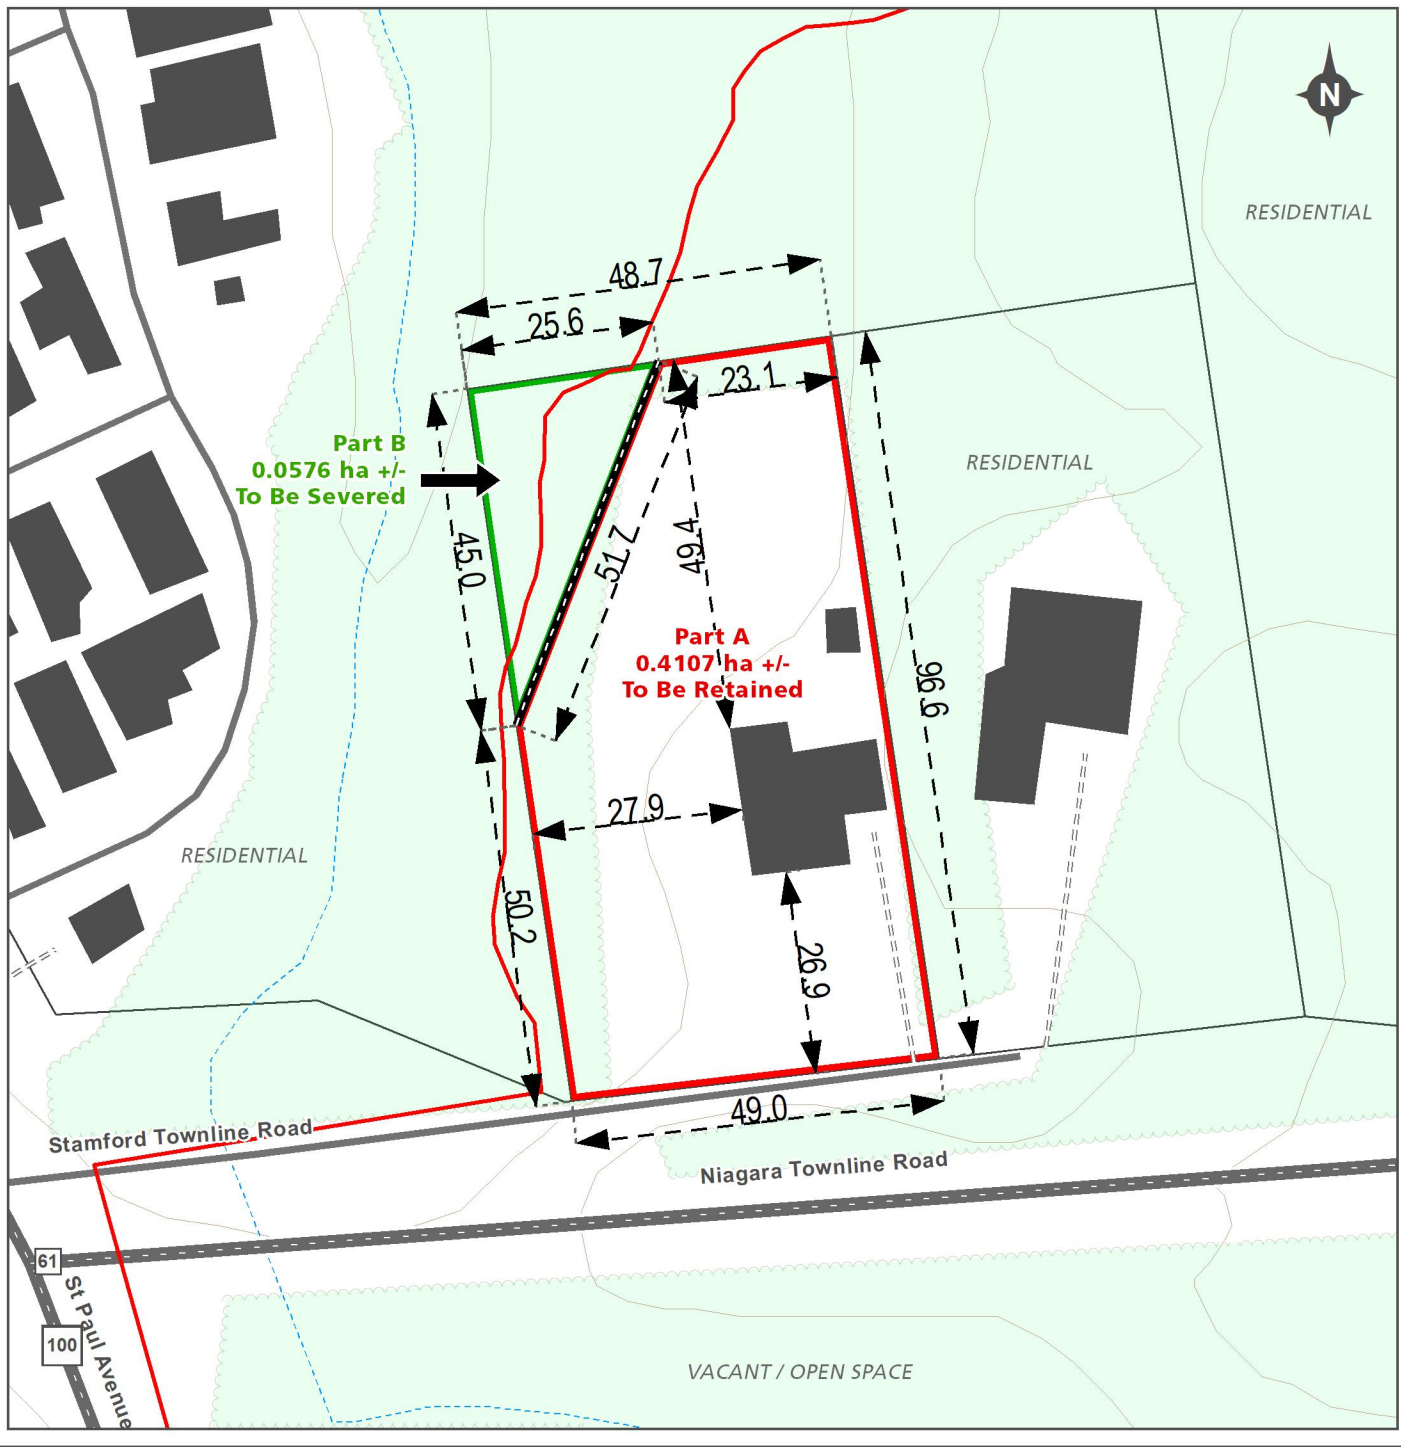 N
RESIDENTIAL
48.7
25.6
23.1
Part B
0.0576 ha +/-
To Be Severed
RESIDENTIAL
45.0
51.7
49.4
Part A
0.4107 ha +/-
To Be Retained
96.6
27.9
RESIDENTIAL
50.2
26.9
49.0
Stamford Townline Road
Niagara Townline Road
61
St Paul Avenue
100
VACANT / OPEN SPACE